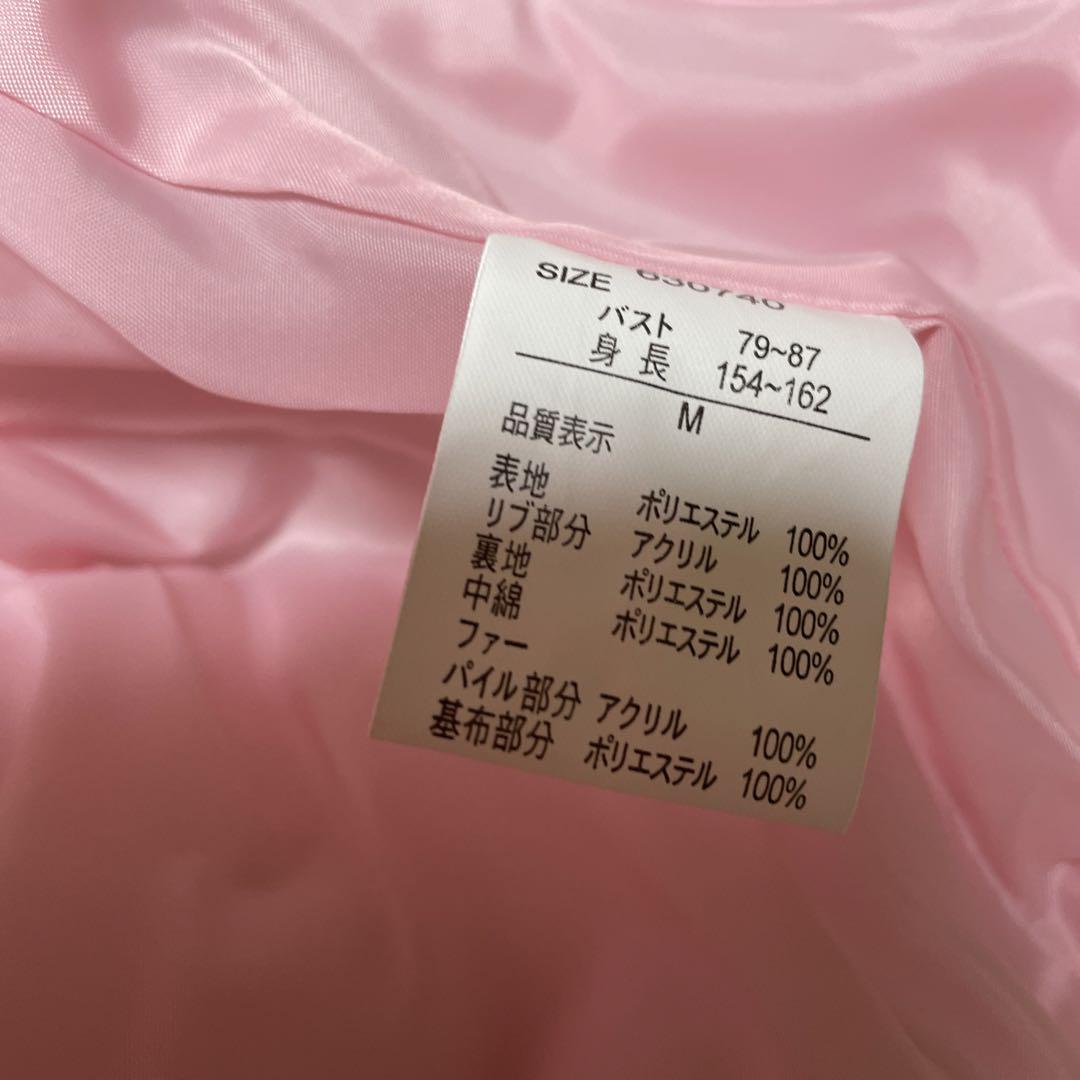 SIZE
バスト 79~87
身長 154~162
M
品質表示
表地 ポリエステル 100%
リブ部分 アクリル 100%
裏地 ポリエステル 100%
中綿 ポリエステル 100%
ファー
パイル部分 アクリル 100%
基布部分 ポリエステル 100%